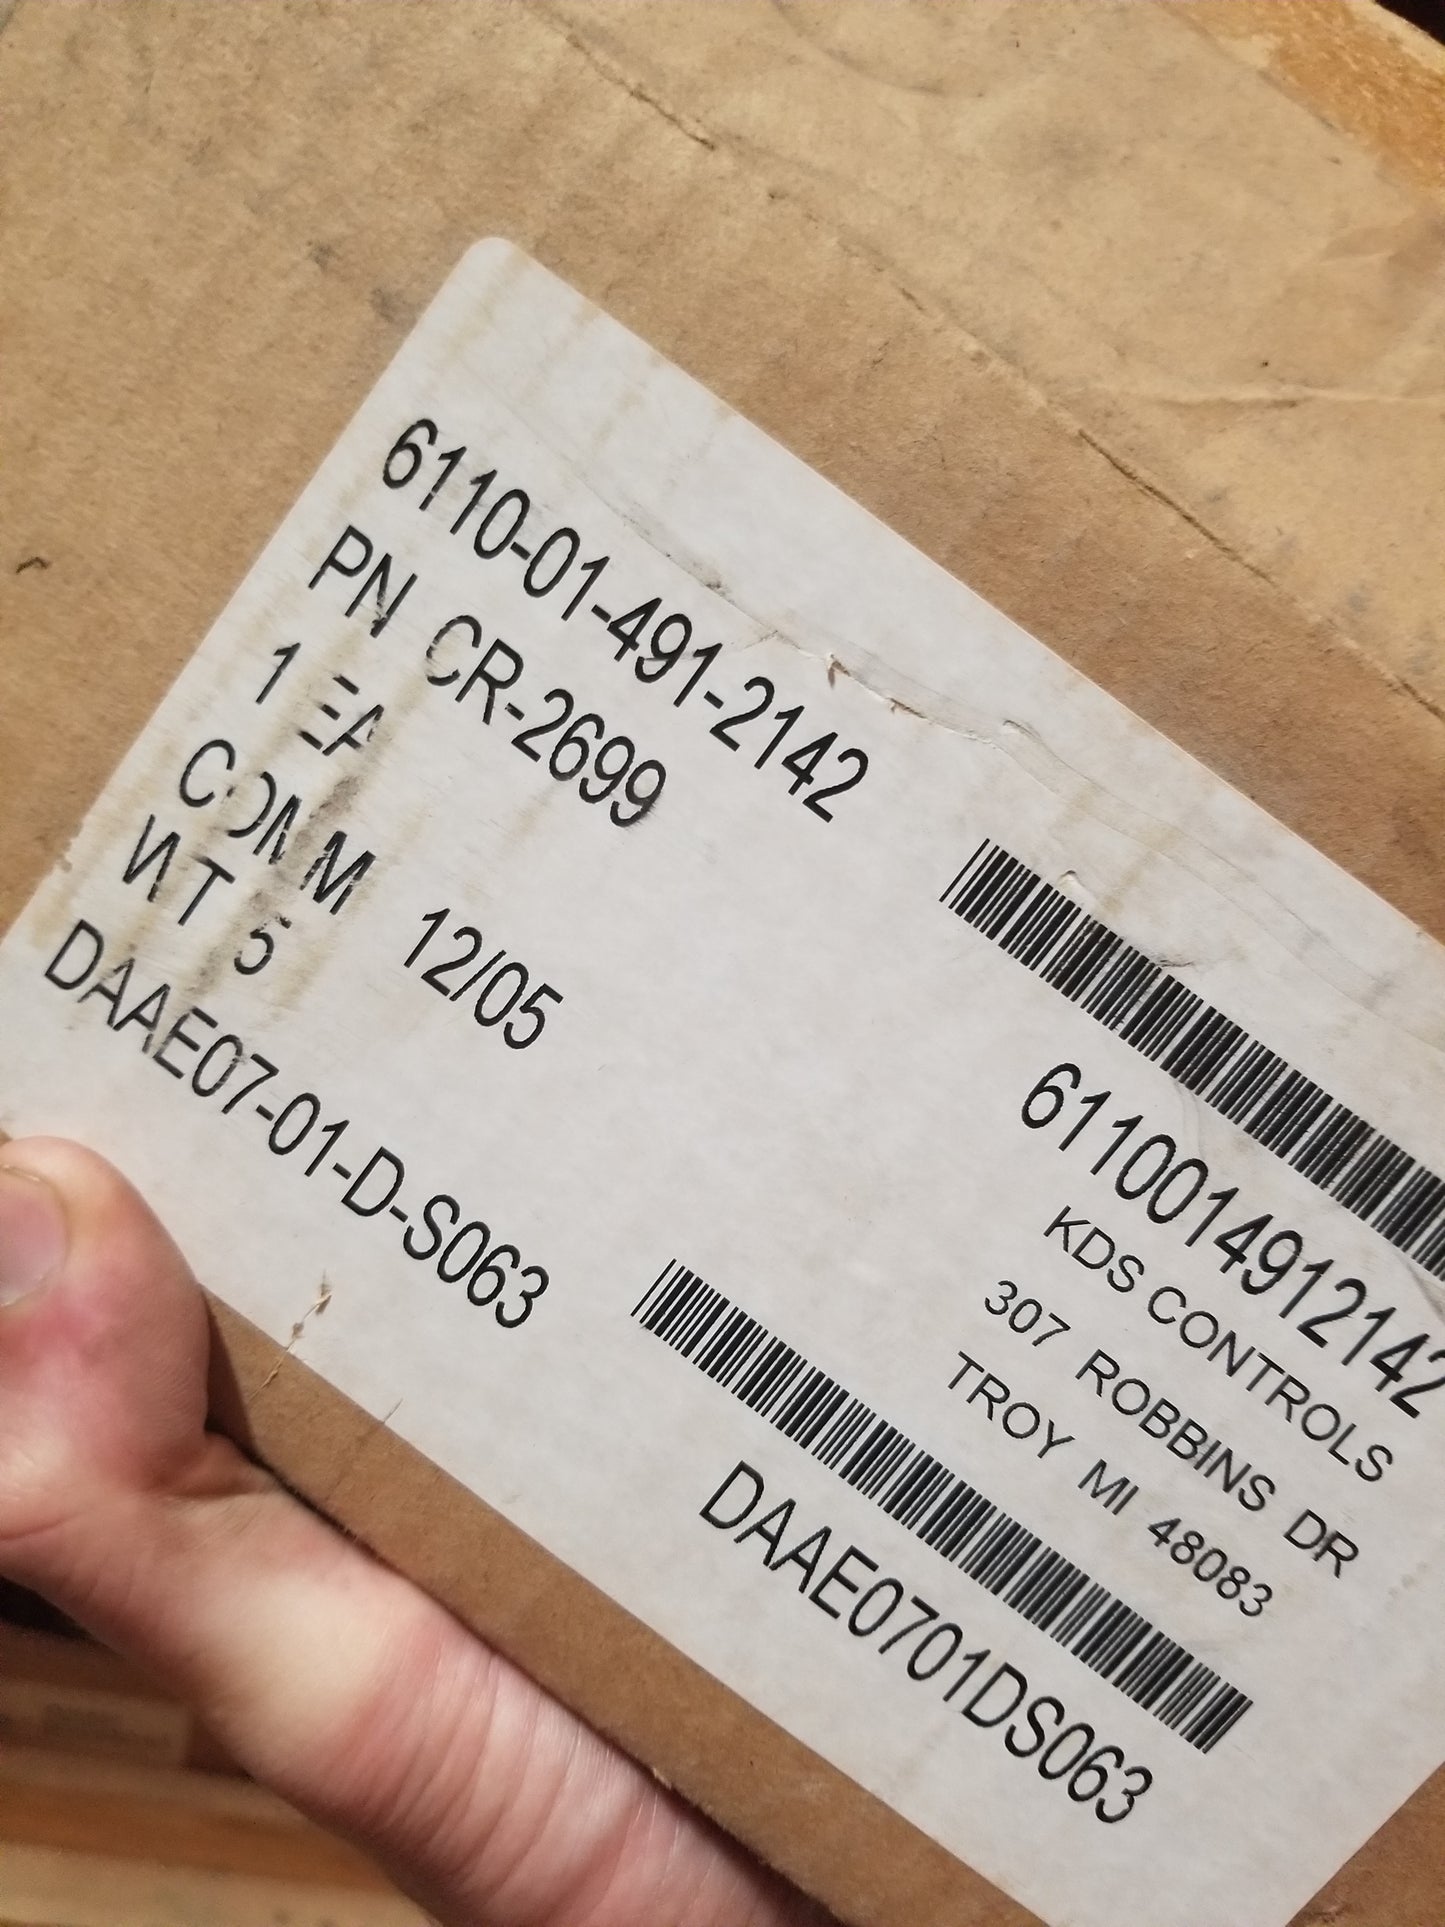 6110-01-491-2142
PN CR-2699
1 EA
COMM 12/05
WT 5
DAAE07-01-D-S063
6110014912142
KDS CONTROLS
307 ROBBINS DR
TROY MI 48083
DAAE0701DS063